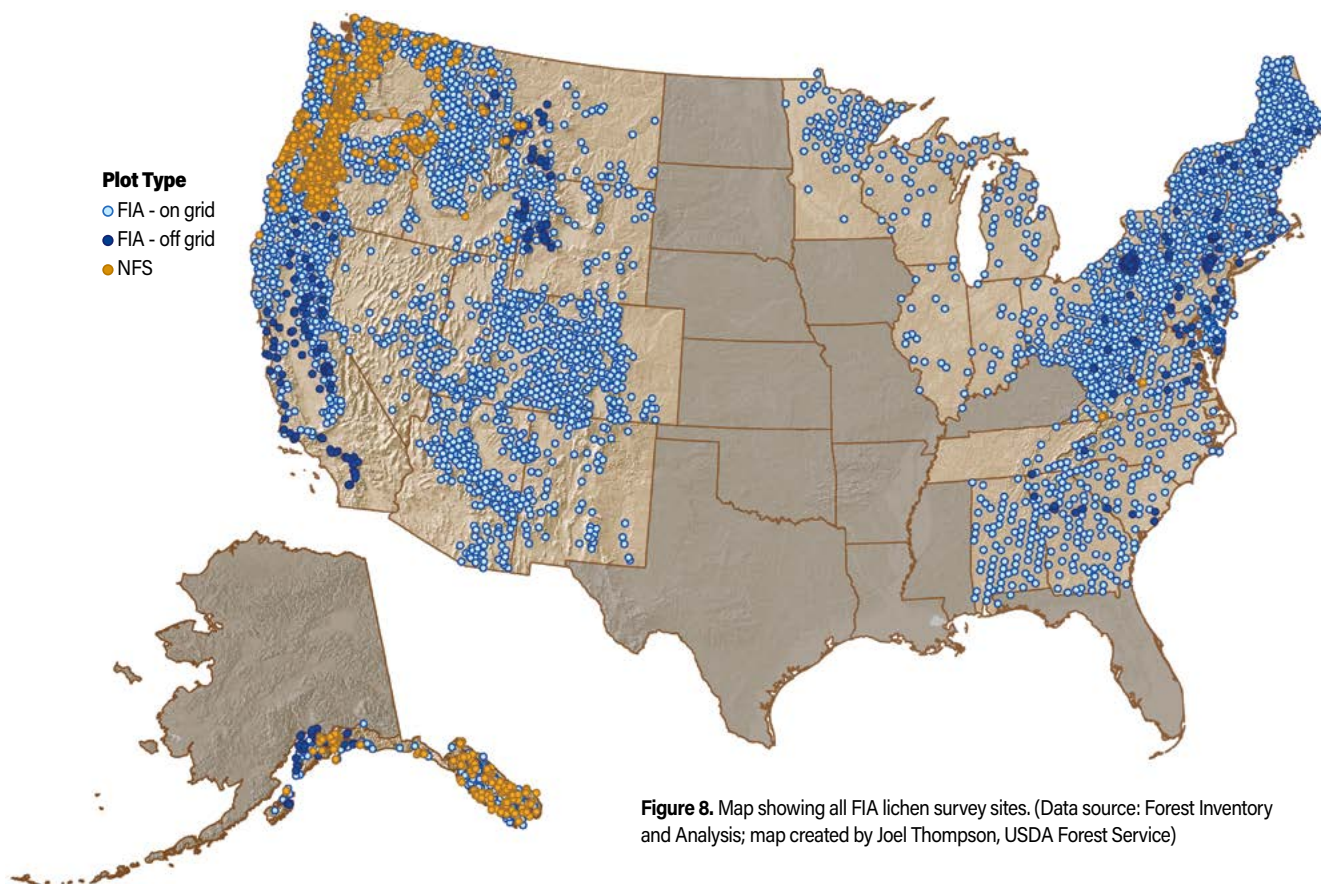 Plot Type
FIA - on grid
FIA - off grid
NFS
Figure 8. Map showing all FIA lichen survey sites. (Data source: Forest Inventory
and Analysis; map created by Joel Thompson, USDA Forest Service)